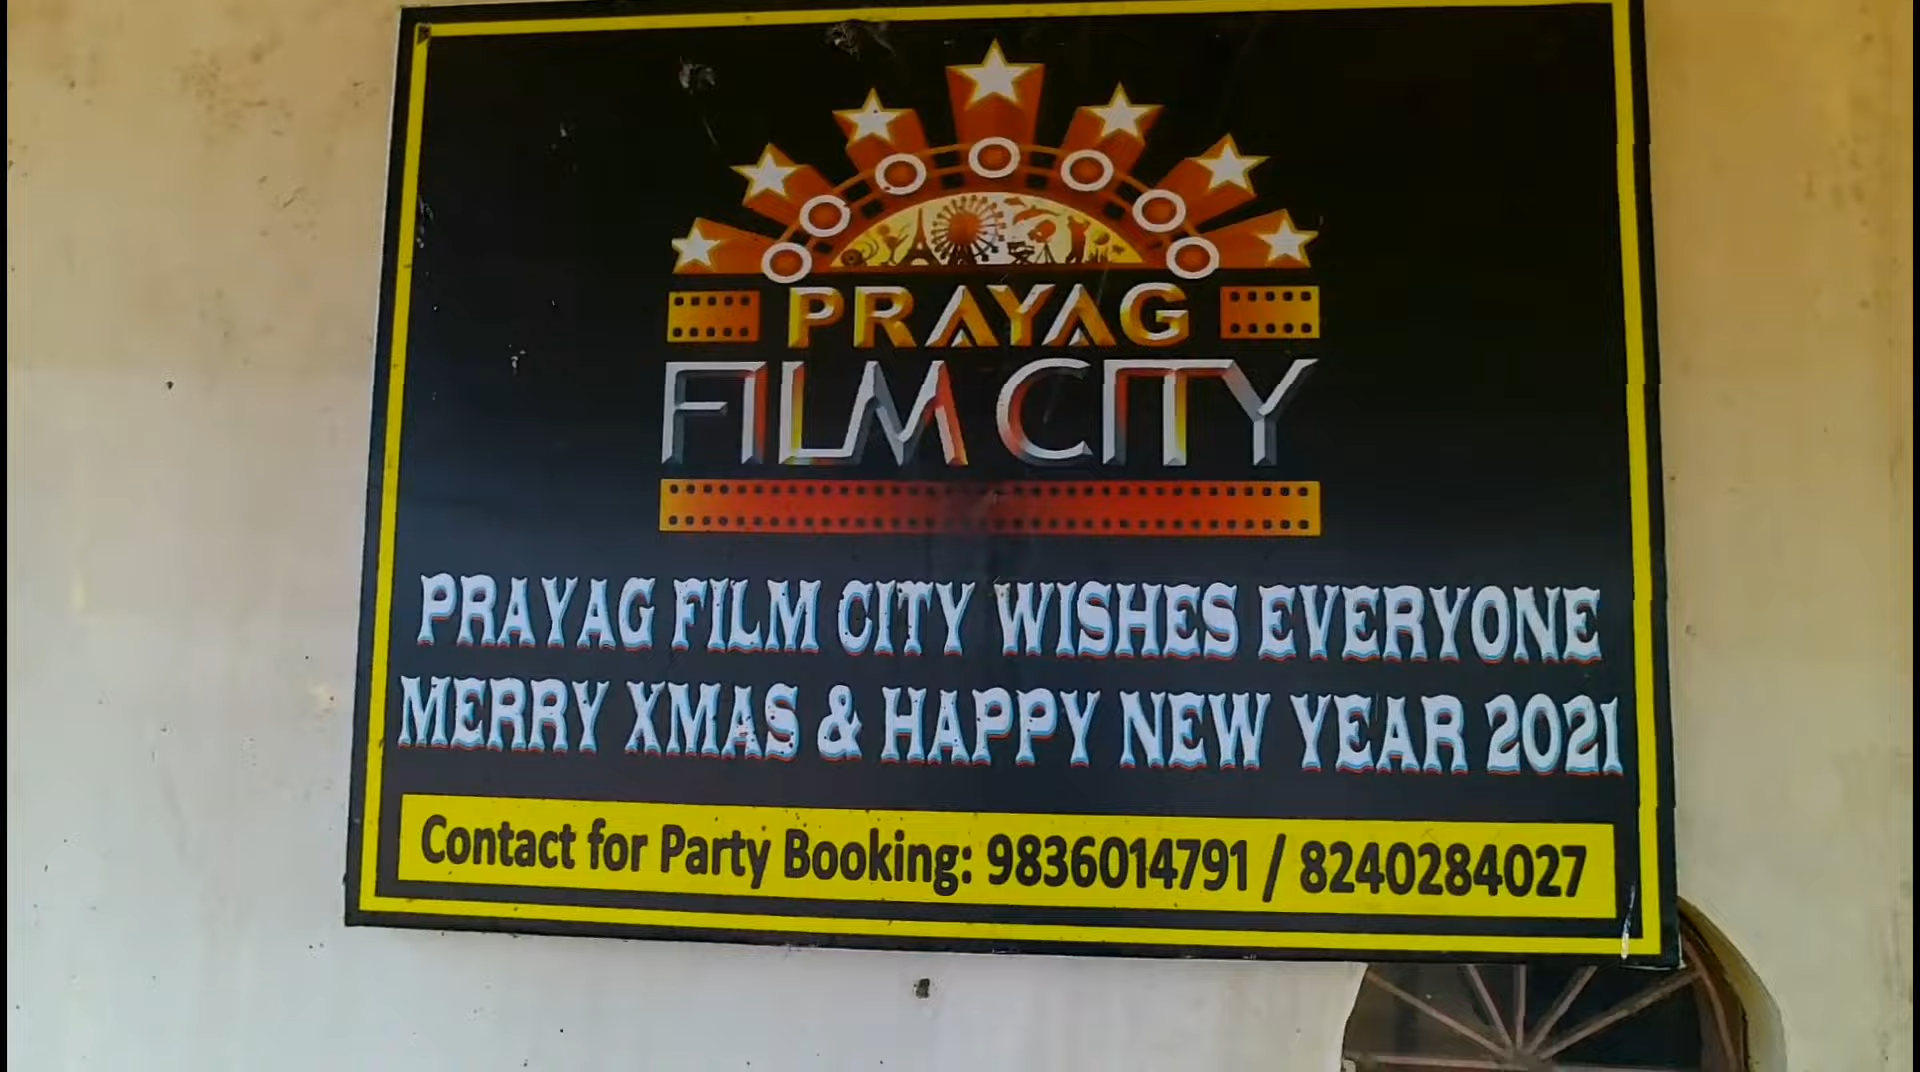 PRAYAG
FILM CITY
PRAYAG FILM CITY WISHES EVERYONE
MERRY XMAS & HAPPY NEW YEAR 2021
Contact for Party Booking: 9836014791 / 8240284027